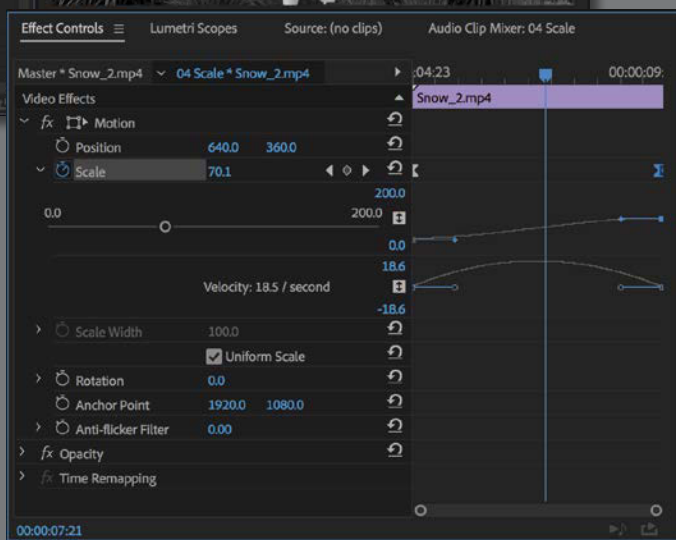 Effect Controls Lumetri Scopes Source: (no clips) Audio Clip Mixer: 04 Scale
Master * Snow_2.mp4 04 Scale * Snow_2.mp4 :04:23 00:00:09:
Video Effects Snow_2.mp4
fx Motion
Position 640.0 360.0
Scale 70.1
200.0
0.0 200.0
0.0
18.6
Velocity: 18.5 / second
-18.6
Scale Width 100.0
Uniform Scale
Rotation 0.0
Anchor Point 1920.0 1080.0
Anti-flicker Filter 0.00
fx Opacity
fx Time Remapping
00:00:07:21